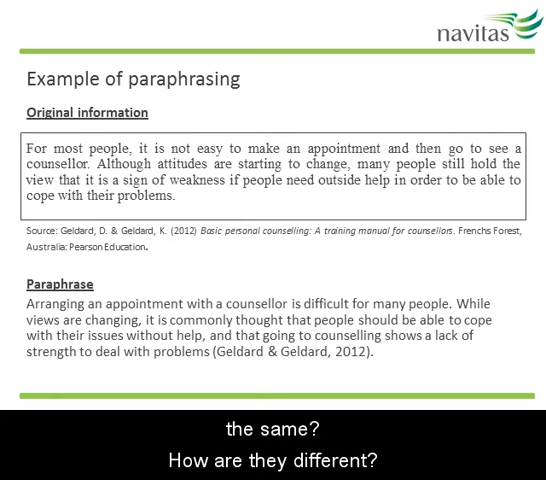 navitas
Example of paraphrasing
Original information
For most people, it is not easy to make an appointment and then go to see a
counsellor. Although attitudes are starting to change, many people still hold the
view that it is a sign of weakness if people need outside help in order to be able to
cope with their problems.
Source: Geldard, D. & Geldard, K. (2012) Basic personal counselling: A training manual for counsellors. Frenchs Forest,
Australia: Pearson Education.
Paraphrase
Arranging an appointment with a counsellor is difficult for many people. While
views are changing, it is commonly thought that people should be able to cope
with their issues without help, and that going to counselling shows a lack of
strength to deal with problems (Geldard & Geldard, 2012).
the same?
How are they different?